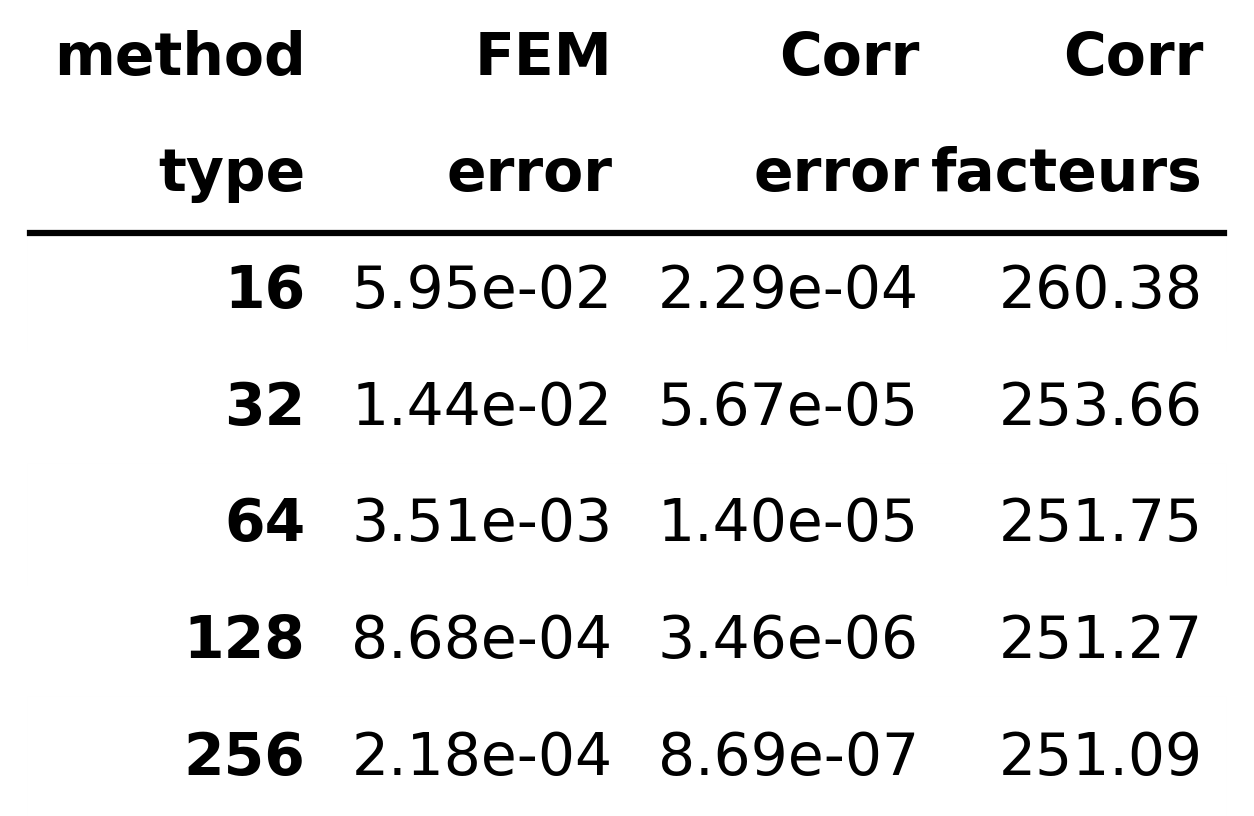 method FEM Corr Corr
type error error facteurs
16 5.95e-02 2.29e-04 260.38
32 1.44e-02 5.67e-05 253.66
64 3.51e-03 1.40e-05 251.75
128 8.68e-04 3.46e-06 251.27
256 2.18e-04 8.69e-07 251.09